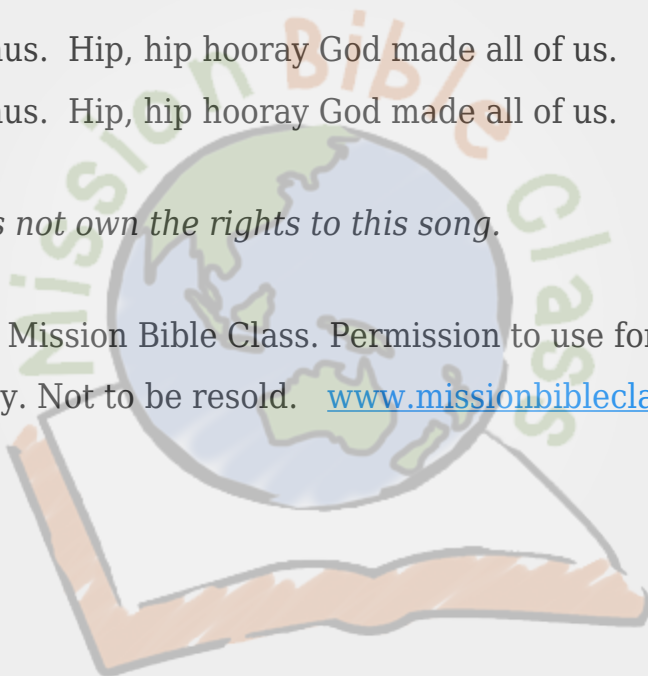 nus. Hip, hip hooray God made all of us.
nus. Hip, hip hooray God made all of us.
s not own the rights to this song.
Mission Bible Class. Permission to use for
y. Not to be resold. www.missionbiblecla
Mission Bible Class